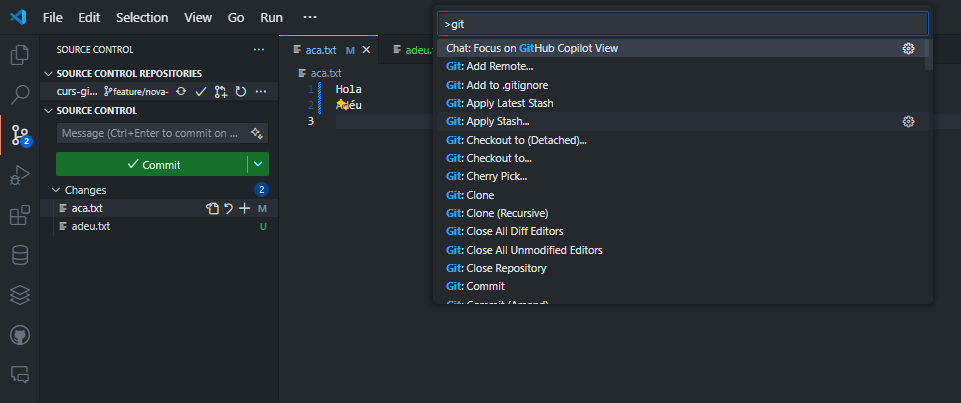 File Edit Selection View Go Run ···
>git
SOURCE CONTROL
SOURCE CONTROL REPOSITORIES
curs-gi... feature/nova-
SOURCE CONTROL
Message (Ctrl+Enter to commit on ...
Commit
Changes 2
aca.txt M
adeu.txt U
2
aca.txt M
adeu.t
aca.txt
1 Hola
2 Adéu
3
Chat: Focus on GitHub Copilot View
Git: Add Remote...
Git: Add to .gitignore
Git: Apply Latest Stash
Git: Apply Stash...
Git: Checkout to (Detached)...
Git: Checkout to...
Git: Cherry Pick...
Git: Clone
Git: Clone (Recursive)
Git: Close All Diff Editors
Git: Close All Unmodified Editors
Git: Close Repository
Git: Commit
Git: Commit (Amend)